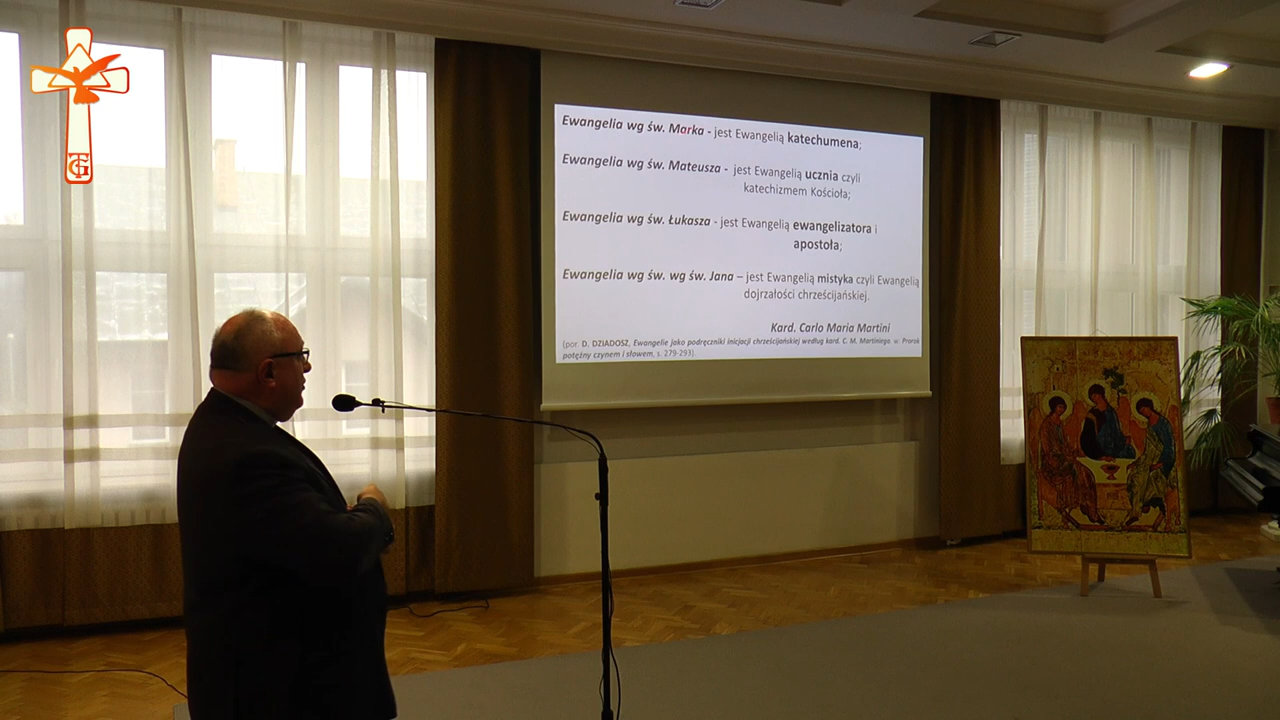 Ewangelia wg św. Marka - jest Ewangelią katechumena;
Ewangelia wg św. Mateusza - jest Ewangelią ucznia czyli
katechizmem Kościoła;
Ewangelia wg św. Łukasza - jest Ewangelią ewangelizatora i
apostoła;
Ewangelia wg św. wg św. Jana – jest Ewangelią mistyka czyli Ewangelią
dojrzałości chrześcijańskiej.
Kard. Carlo Maria Martini
(por. D. DZIADOSZ, Ewangelie jako podręczniki inicjacji chrześcijańskiej według kard. C. M. Martiniego. w: Prorok
potężny czynem i słowem, s. 279-293).